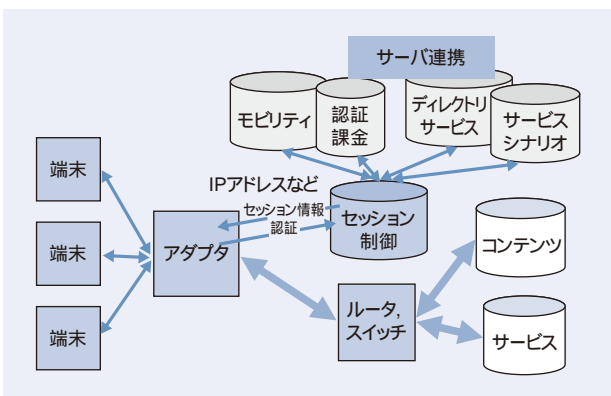 サーバ連携
モビリティ
認証
課金
ディレクトリ
サービス
サービス
シナリオ
端末
端末
端末
アダプタ
IPアドレスなど
セッション情報
認証
セッション
制御
コンテンツ
ルータ,
スイッチ
サービス